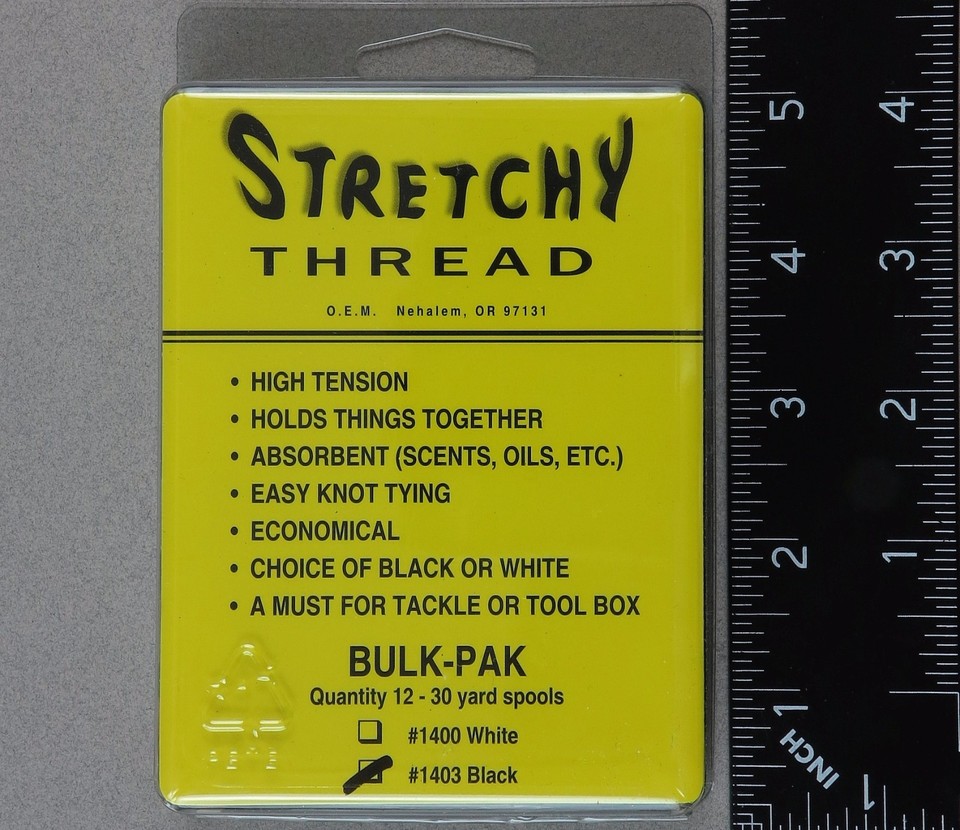 STRETCHY
THREAD
O.E.M. Nehalem, OR 97131
• HIGH TENSION
• HOLDS THINGS TOGETHER
• ABSORBENT (SCENTS, OILS, ETC.)
• EASY KNOT TYING
• ECONOMICAL
• CHOICE OF BLACK OR WHITE
• A MUST FOR TACKLE OR TOOL BOX
BULK-PAK
Quantity 12 - 30 yard spools
#1400 White
#1403 Black
5 4
4 3
3 2
2 1
1
INCH
1